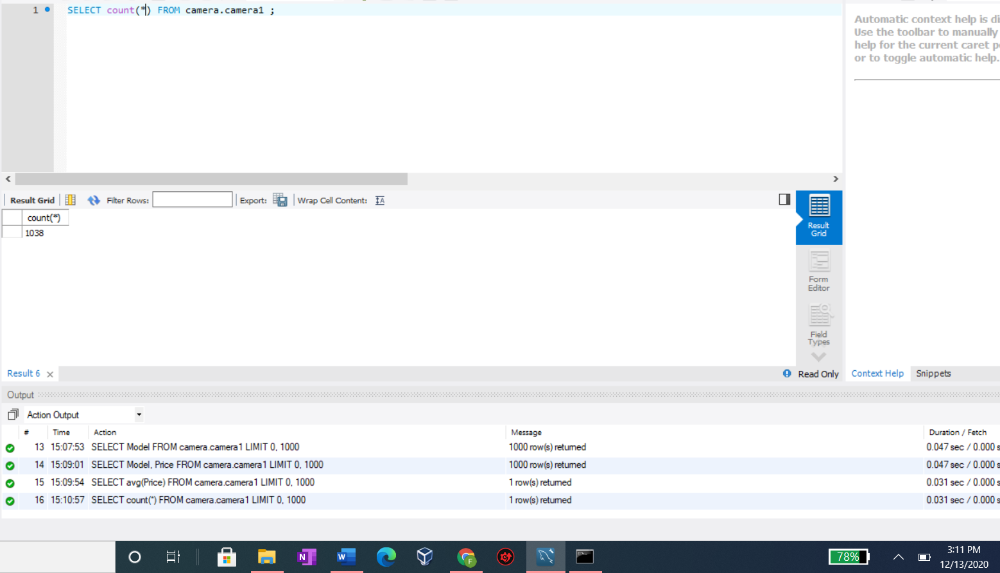 1 SELECT count(*) FROM camera.camera1 ;
Automatic context help is di
Use the toolbar to manually
help for the current caret po
or to toggle automatic help.
Result Grid Filter Rows: Export: Wrap Cell Content:
count(*)
1038
Result
Grid
Form
Editor
Field
Types
Result 6 Read Only Context Help Snippets
Output
Action Output
# Time Action Message Duration / Fetch
13 15:07:53 SELECT Model FROM camera.camera1 LIMIT 0, 1000 1000 row(s) returned 0.047 sec / 0.000 s
14 15:09:01 SELECT Model, Price FROM camera.camera1 LIMIT 0, 1000 1000 row(s) returned 0.047 sec / 0.000 s
15 15:09:54 SELECT avg(Price) FROM camera.camera1 LIMIT 0, 1000 1 row(s) returned 0.031 sec / 0.000 s
16 15:10:57 SELECT count(*) FROM camera.camera1 LIMIT 0, 1000 1 row(s) returned 0.031 sec / 0.000 s
N W F 78% 3:11 PM
12/13/2020